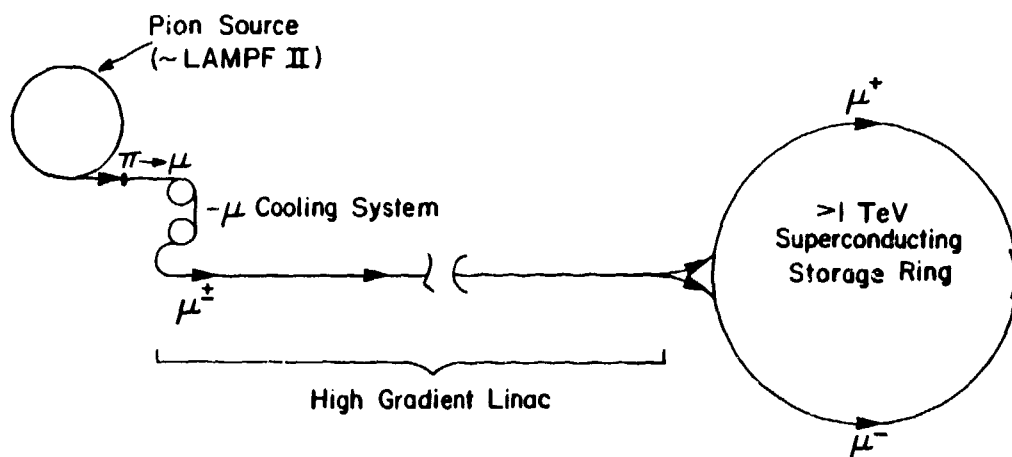 Pion Source
(~LAMPF II)
π→μ
-μ Cooling System
μ±
High Gradient Linac
μ+
>1 TeV
Superconducting
Storage Ring
μ-